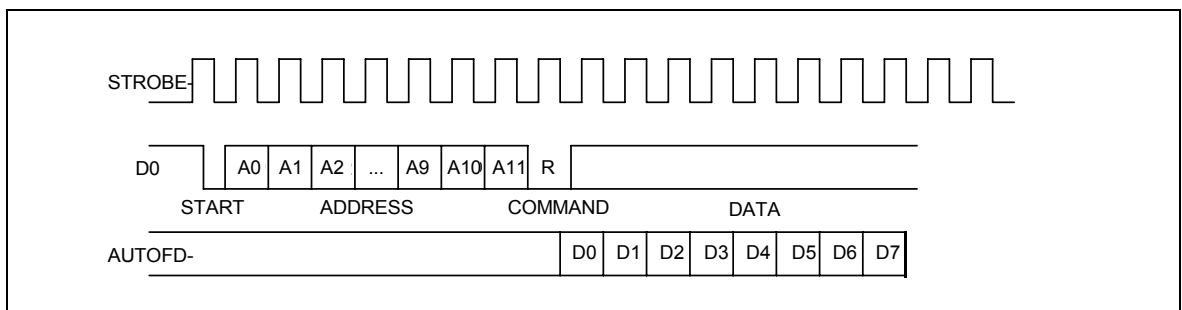 STROBE-
D0 A0 A1 A2 ... A9 A10 A11 R
START ADDRESS COMMAND DATA
AUTOFD- D0 D1 D2 D3 D4 D5 D6 D7